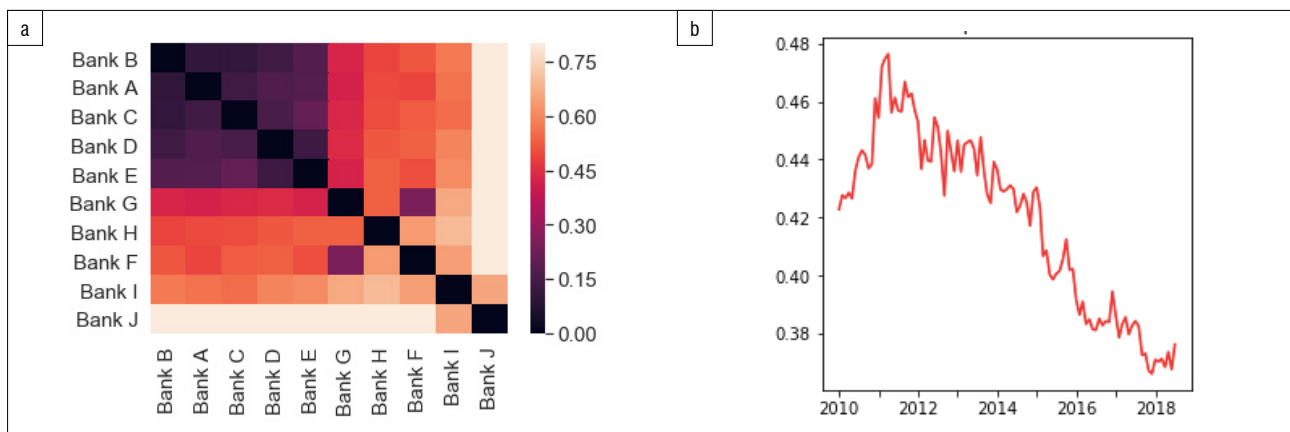 a
Bank B
Bank A
Bank C
Bank D
Bank E
Bank G
Bank H
Bank F
Bank I
Bank J
Bank B
Bank A
Bank C
Bank D
Bank E
Bank G
Bank H
Bank F
Bank I
Bank J
0.75
0.60
0.45
0.30
0.15
0.00
b
0.48
0.46
0.44
0.42
0.40
0.38
2010 2012 2014 2016 2018